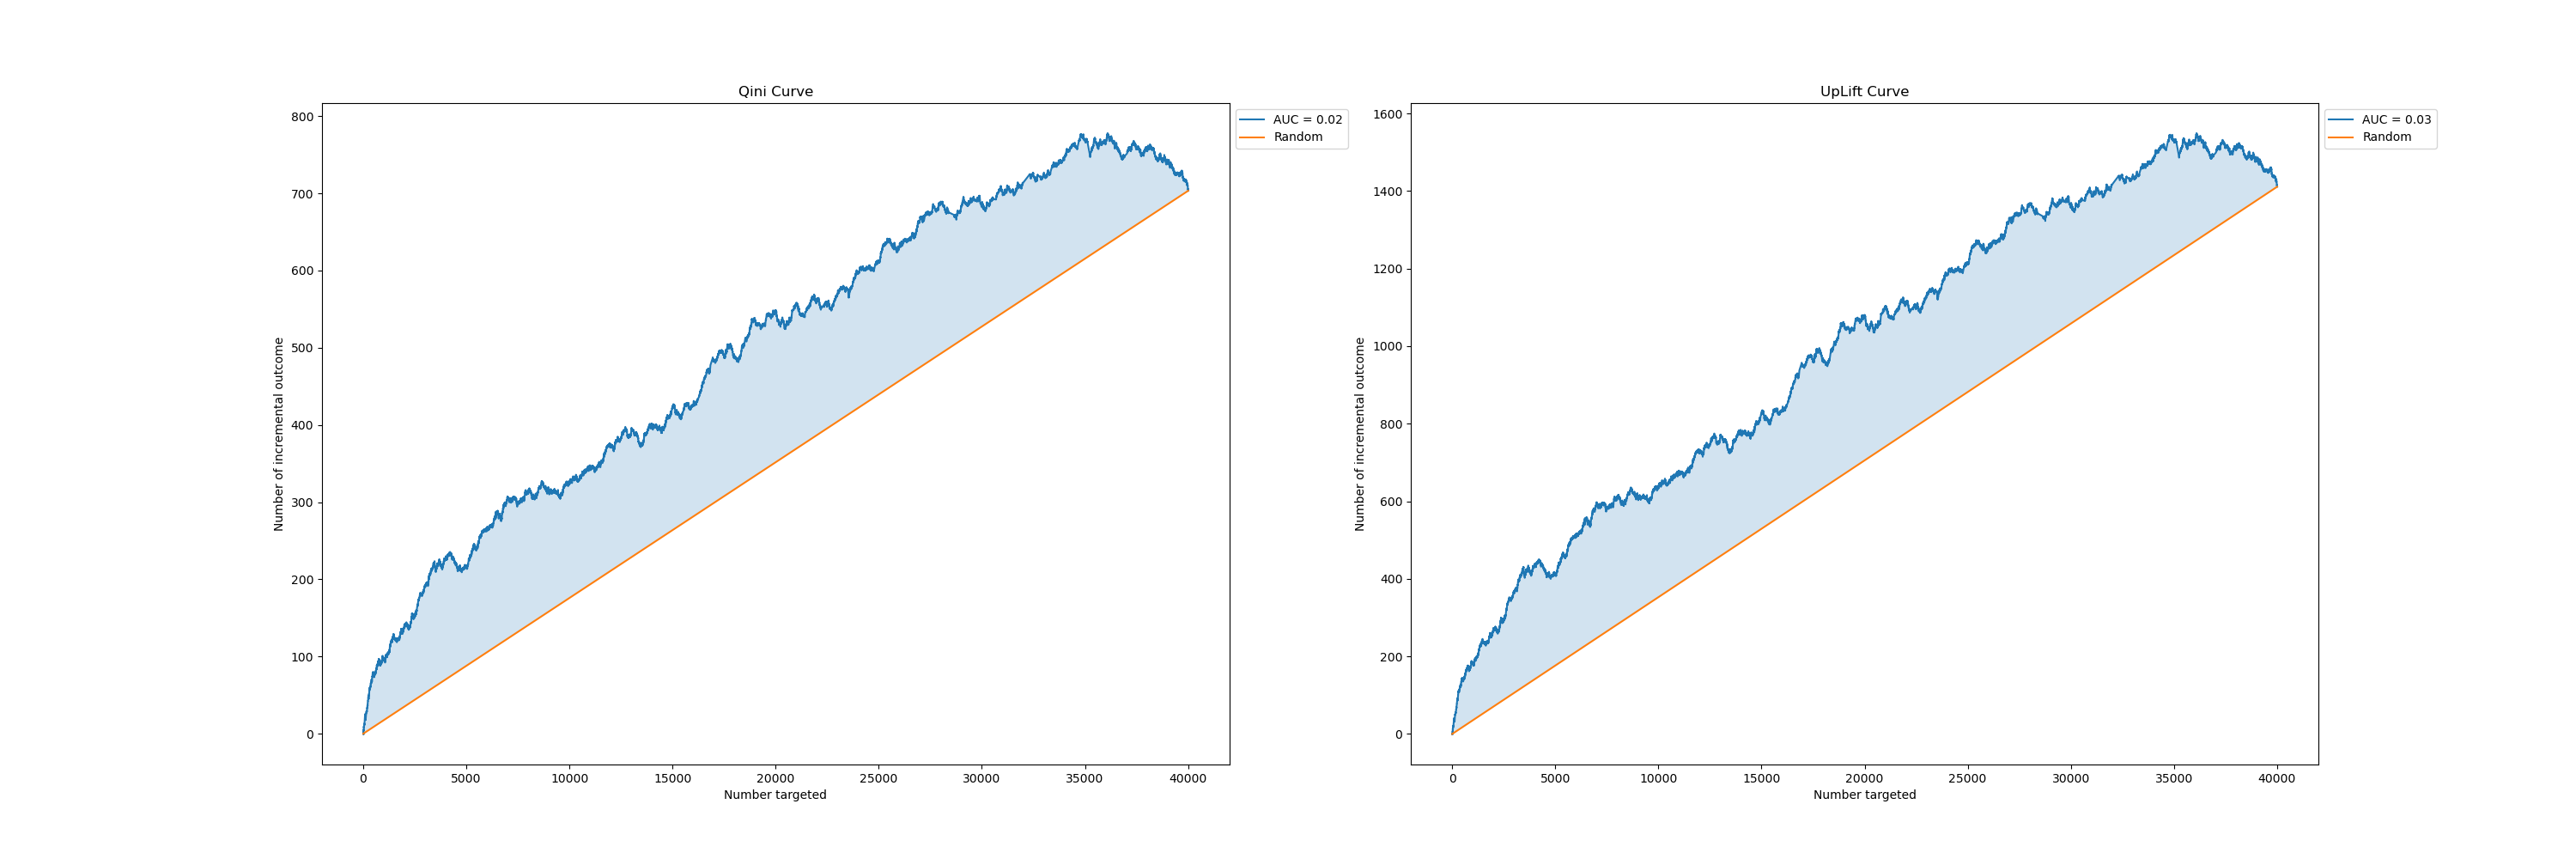 Qini Curve
800
700
600
500
400
300
200
100
0
Number of incremental outcome
0 5000 10000 15000 20000 25000 30000 35000 40000
Number targeted
AUC = 0.02
Random
UpLift Curve
1600
1400
1200
1000
800
600
400
200
0
Number of incremental outcome
0 5000 10000 15000 20000 25000 30000 35000 40000
Number targeted
AUC = 0.03
Random